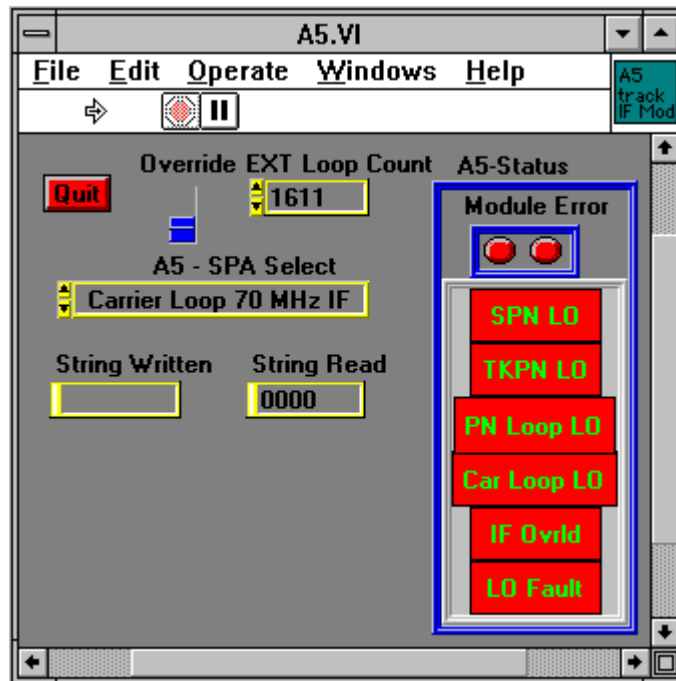 A5.VI
File Edit Operate Windows Help
A5
track
IF Mod
Quit
Override EXT Loop Count
1611
A5 - SPA Select
Carrier Loop 70 MHz IF
String Written
String Read
0000
A5-Status
Module Error
SPN LO
TKPN LO
PN Loop LO
Car Loop LO
IF Ovrld
LO Fault